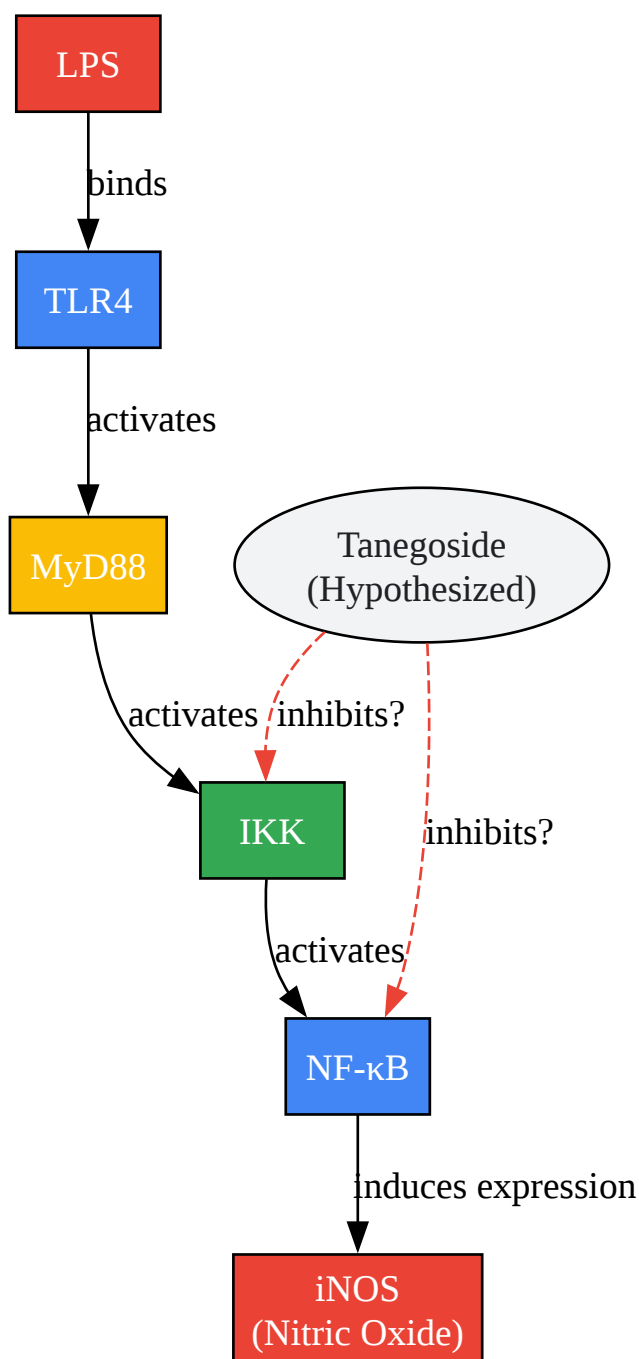 LPS
binds
TLR4
activates
MyD88
Tanegoside
(Hypothesized)
activates
inhibits?
IKK
inhibits?
activates
NF-κB
induces expression
iNOS
(Nitric Oxide)